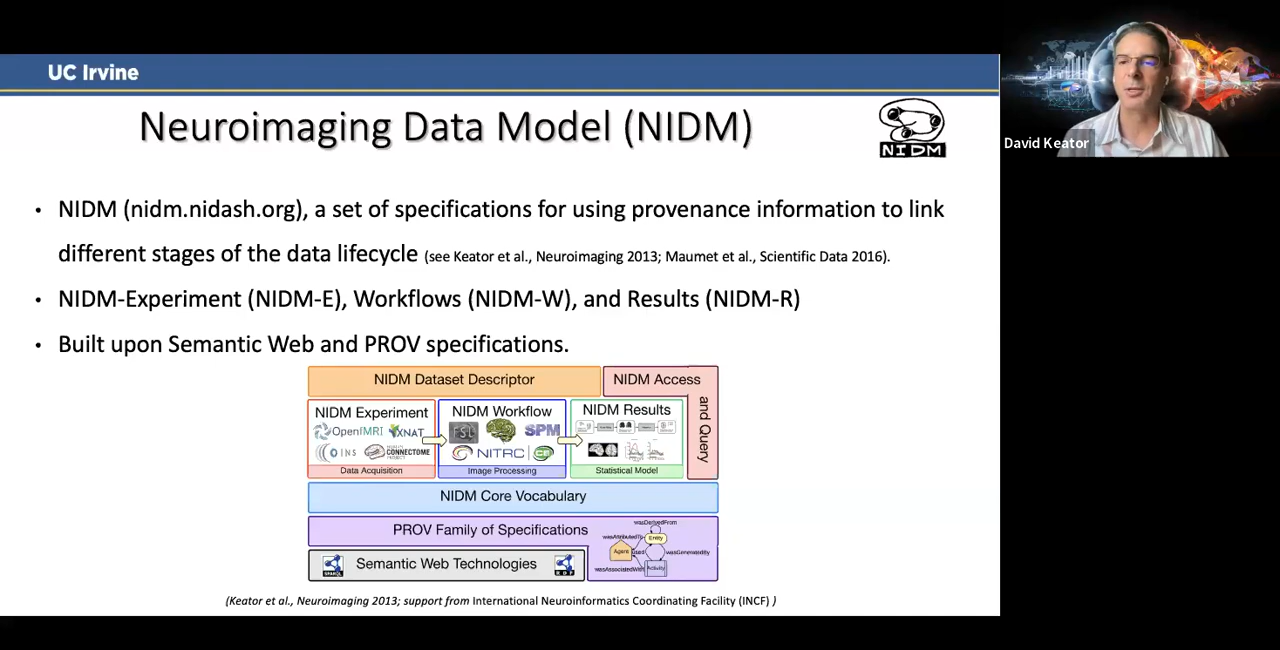 UC Irvine
Neuroimaging Data Model (NIDM)
NIDM
David Keator
• NIDM (nidm.nidash.org), a set of specifications for using provenance information to link
different stages of the data lifecycle (see Keator et al., Neuroimaging 2013; Maumet et al., Scientific Data 2016).
• NIDM-Experiment (NIDM-E), Workflows (NIDM-W), and Results (NIDM-R)
• Built upon Semantic Web and PROV specifications.
NIDM Dataset Descriptor
NIDM Access
and Query
NIDM Experiment
OpenfMRI XNAT
COINS CONNECTOME
Data Acquisition
NIDM Workflow
FSL SPM
NITRC
Image Processing
NIDM Results
Statistical Model
NIDM Core Vocabulary
PROV Family of Specifications
wasDerivedFrom
wasAttributedTo
Entity
Agent
used
wasGeneratedBy
wasAssociatedWith
Activity
Semantic Web Technologies
(Keator et al., Neuroimaging 2013; support from International Neuroinformatics Coordinating Facility (INCF) )